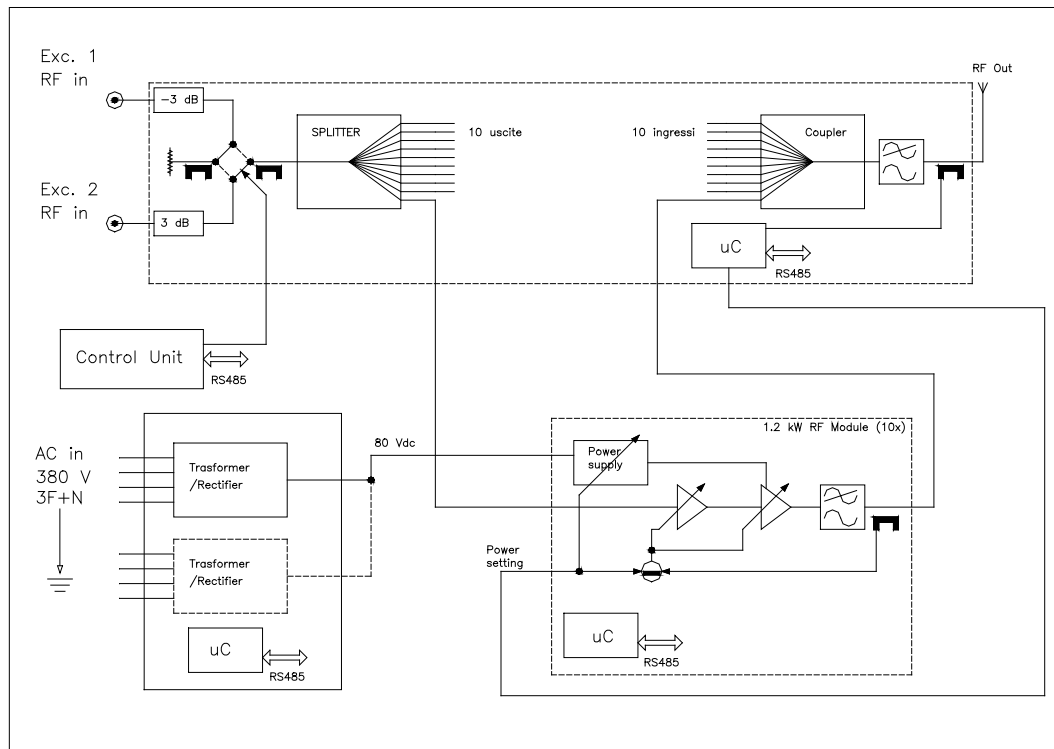 Exc. 1
RF in
-3 dB
SPLITTER
10 uscite
10 ingressi
Coupler
RF Out
Exc. 2
RF in
3 dB
uC
RS485
Control Unit
RS485
80 Vdc
1.2 kW RF Module (10x)
AC in
380 V
3F+N
Trasformer
/Rectifier
Power
supply
Trasformer
/Rectifier
Power
setting
uC
RS485
uC
RS485